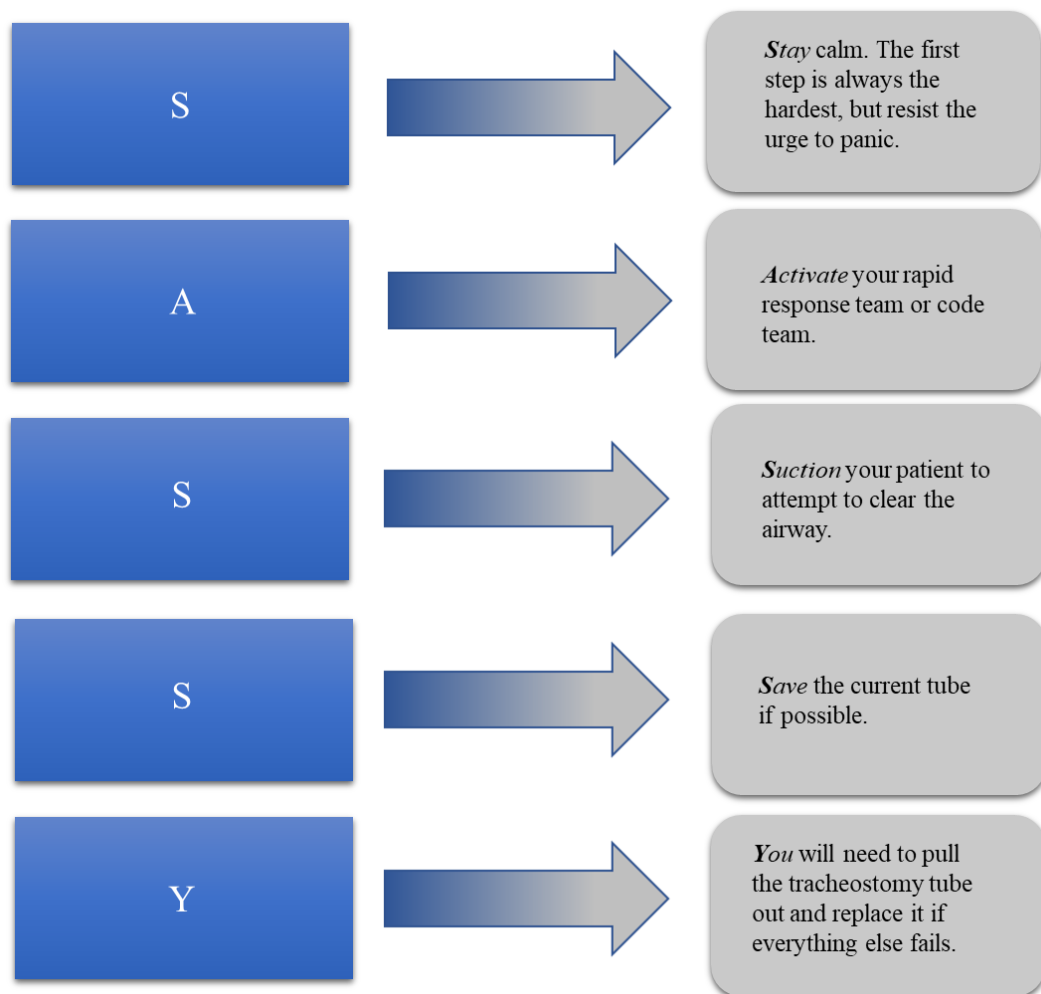 S
Stay calm. The first
step is always the
hardest, but resist the
urge to panic.
A
Activate your rapid
response team or code
team.
S
Suction your patient to
attempt to clear the
airway.
S
Save the current tube
if possible.
Y
You will need to pull
the tracheostomy tube
out and replace it if
everything else fails.